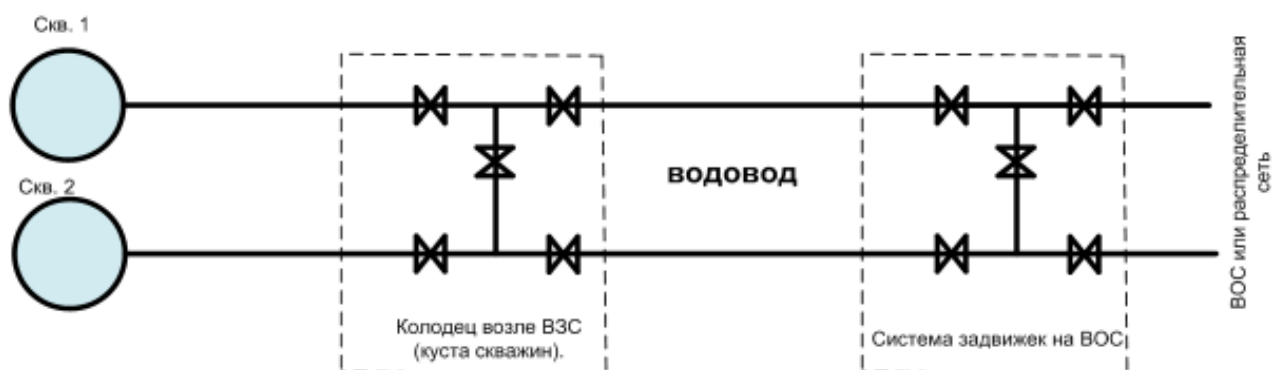 Скв. 1
Скв. 2
водовод
Колодец возле ВЗС
(куста скважин).
Система задвижек на ВОС
ВОС или распределительная
сеть